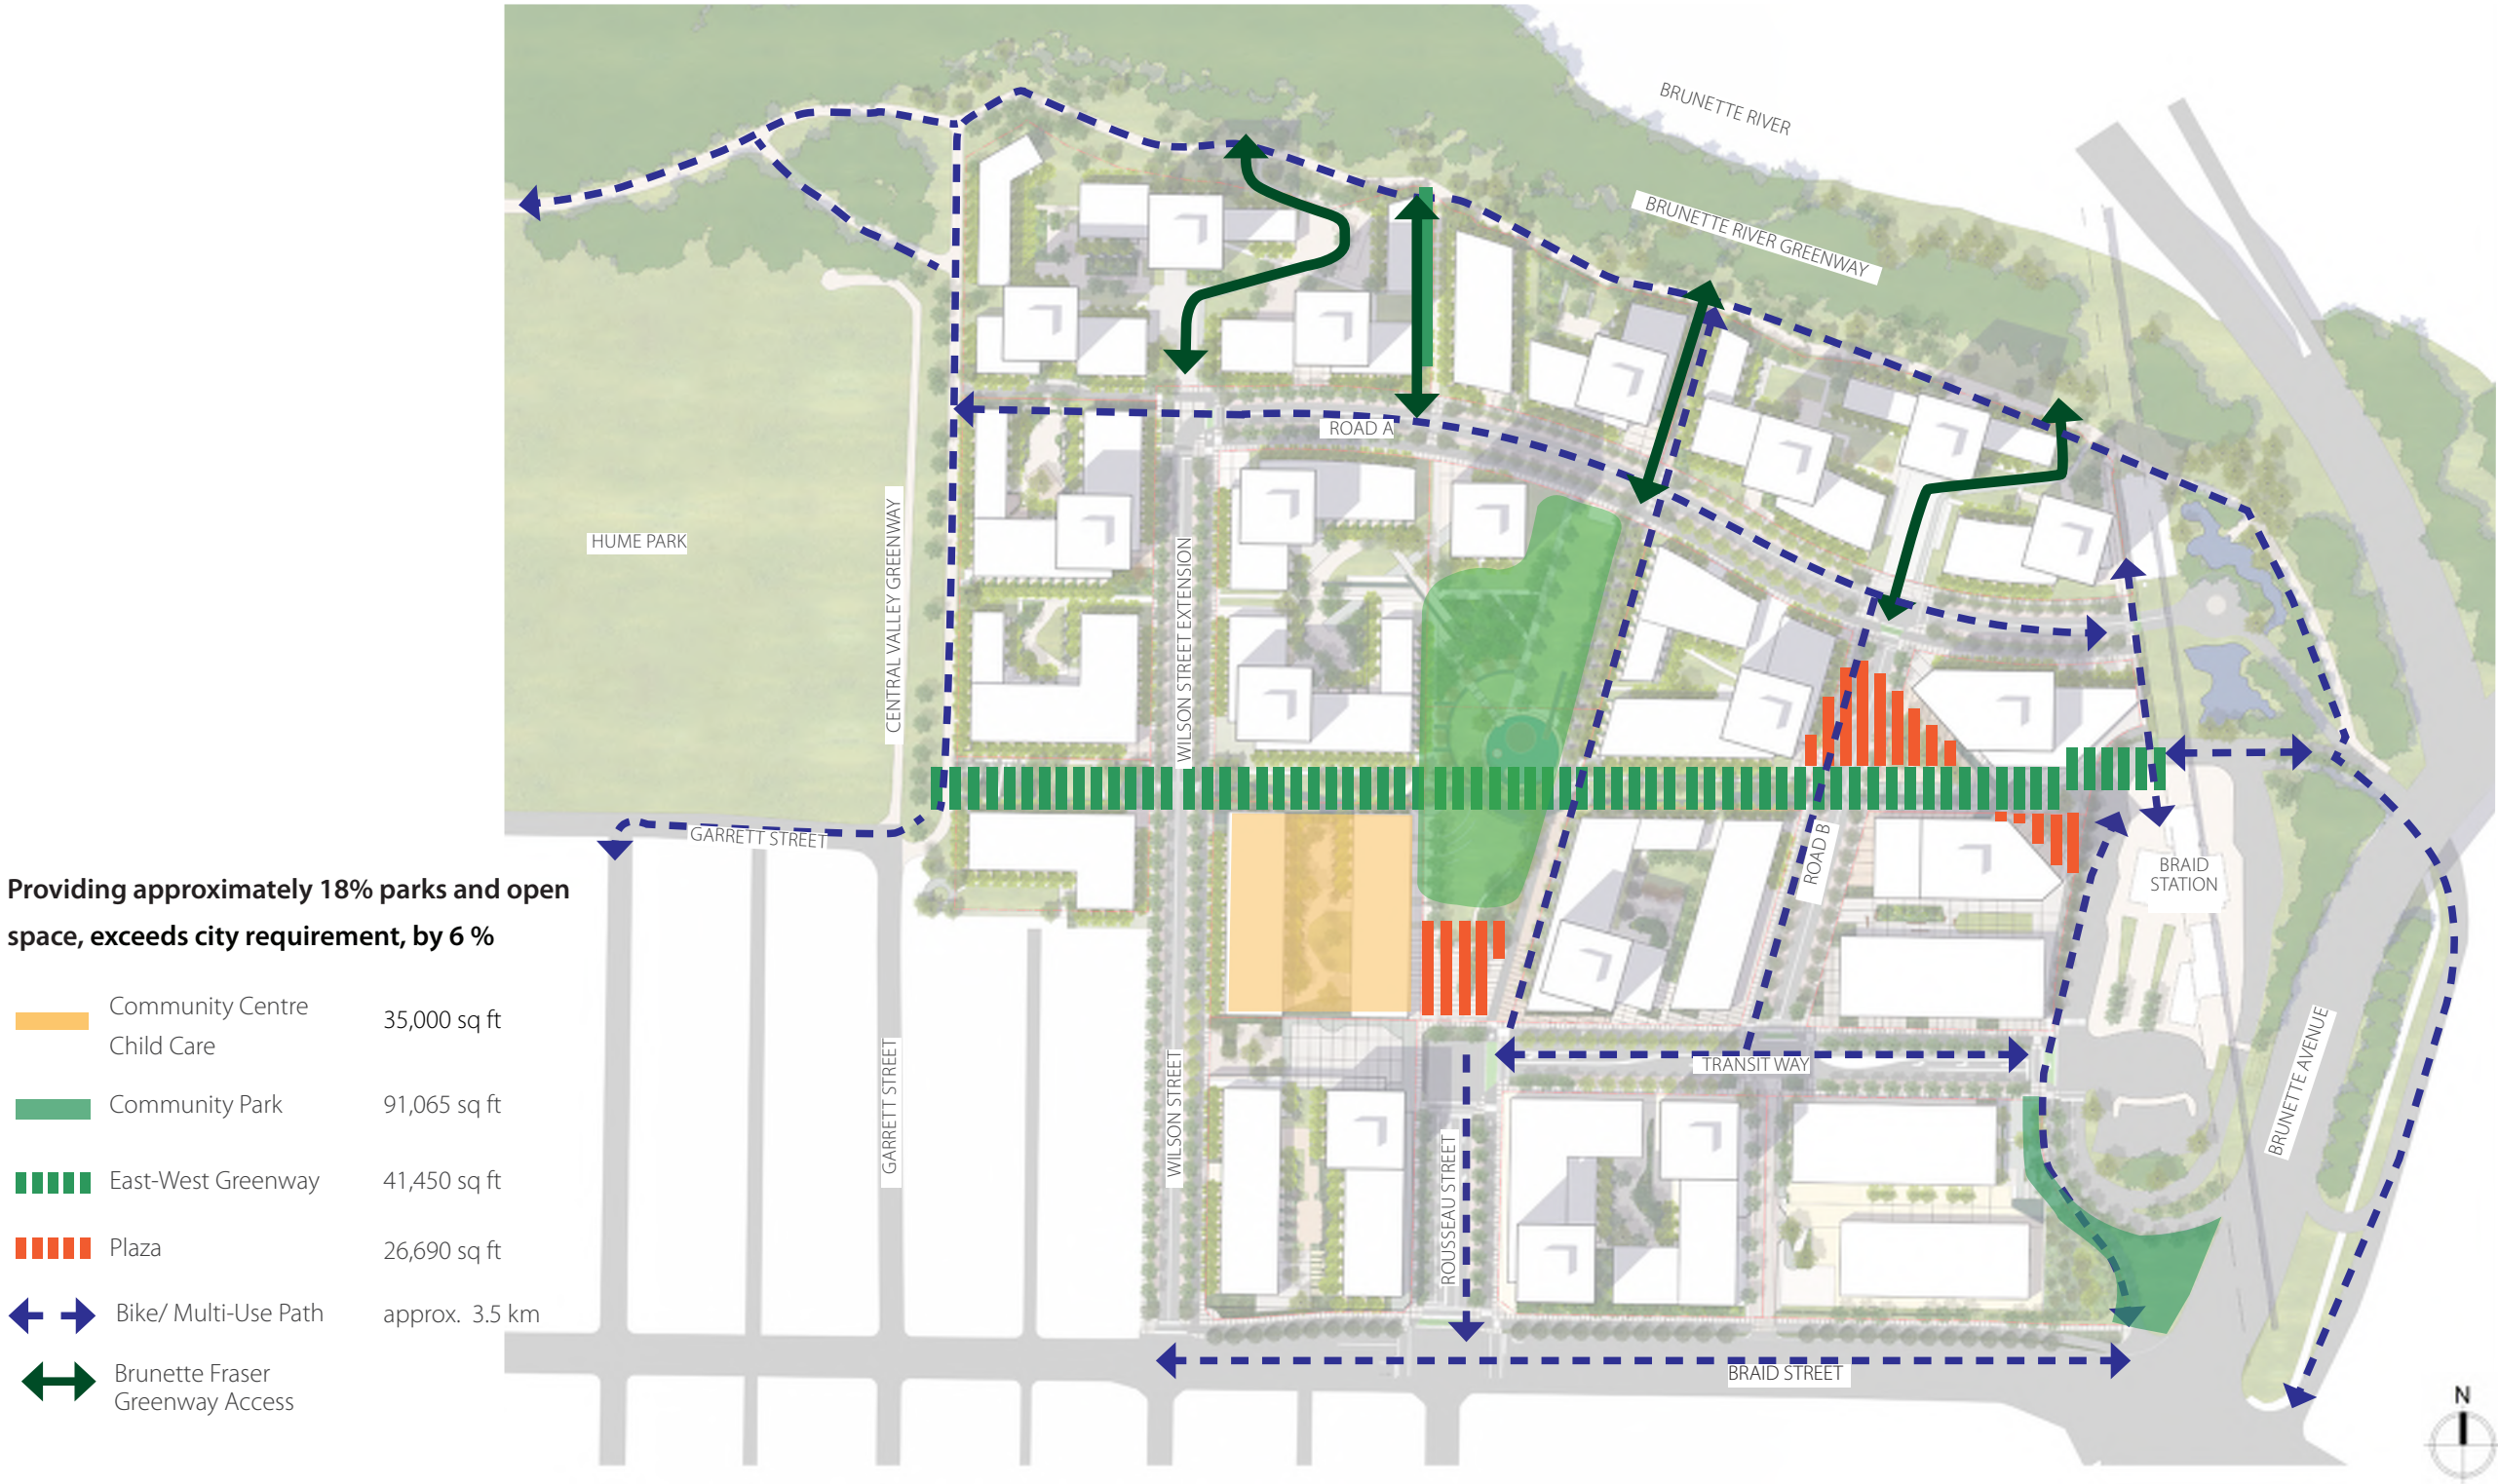 Providing approximately 18% parks and open
space, exceeds city requirement, by 6 %
Community Centre
Child Care
35,000 sq ft
Community Park 91,065 sq ft
East-West Greenway 41,450 sq ft
Plaza 26,690 sq ft
Bike/ Multi-Use Path approx. 3.5 km
Brunette Fraser
Greenway Access
BRUNETTE RIVER
BRUNETTE RIVER GREENWAY
ROAD A
HUME PARK
CENTRAL VALLEY GREENWAY
WILSON STREET EXTENSION
GARRETT STREET
ROAD B
BRAID
STATION
GARRETT STREET
WILSON STREET
ROUSSEAU STREET
TRANSIT WAY
BRUNETTE AVENUE
BRAID STREET
N